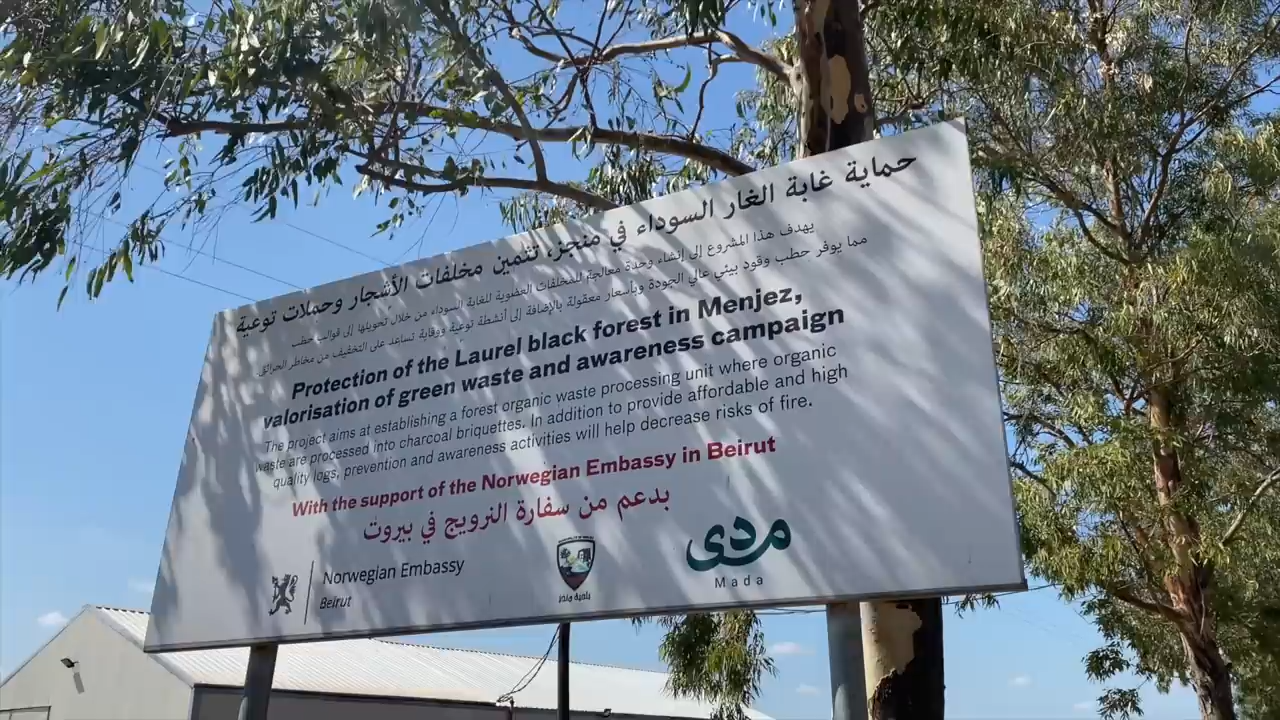 حماية غابة الغار السوداء في منجز، تثمين مخلفات الأشجار وحملات توعية
يهدف هذا المشروع إلى إنشاء وحدة معالجة للمخلفات العضوية للغابة السوداء من خلال تحويلها إلى قوالب حطب
مما يوفر حطب وقود بيئي عالي الجودة وبأسعار معقولة بالإضافة إلى أنشطة توعية ووقاية تساعد على التخفيف من مخاطر الحرائق.
Protection of the Laurel black forest in Menjez,
valorisation of green waste and awareness campaign
The project aims at establishing a forest organic waste processing unit where organic
waste are processed into charcoal briquettes. In addition to provide affordable and high
quality logs, prevention and awareness activities will help decrease risks of fire.
With the support of the Norwegian Embassy in Beirut
بدعم من سفارة النرويج في بيروت
Norwegian Embassy
Beirut
بلدية منجز
مدى
Mada